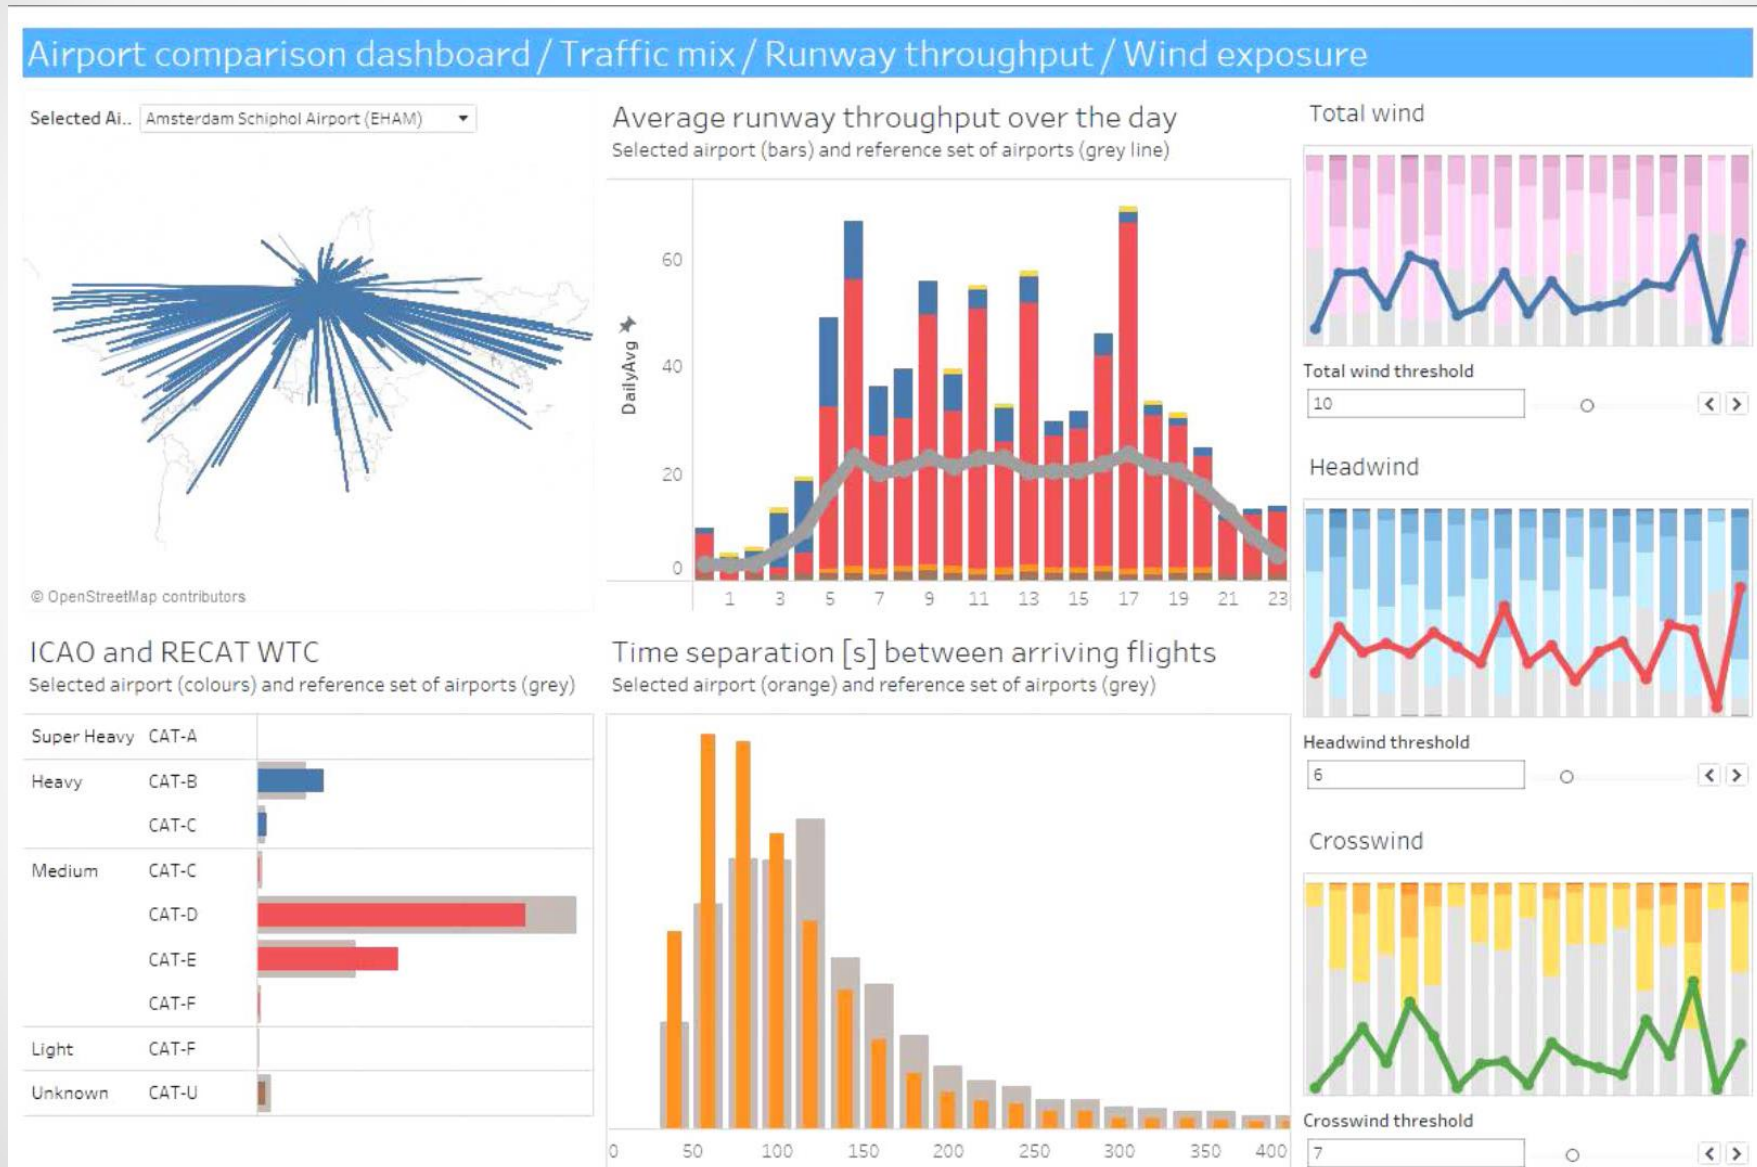 Airport comparison dashboard / Traffic mix / Runway throughput / Wind exposure
Selected Ai.. Amsterdam Schiphol Airport (EHAM)
© OpenStreetMap contributors
Average runway throughput over the day
Selected airport (bars) and reference set of airports (grey line)
DailyAvg
60
40
20
0
1 3 5 7 9 11 13 15 17 19 21 23
Total wind
Total wind threshold
10
Headwind
Headwind threshold
6
Crosswind
Crosswind threshold
7
ICAO and RECAT WTC
Selected airport (colours) and reference set of airports (grey)
Super Heavy CAT-A
Heavy CAT-B
CAT-C
Medium CAT-C
CAT-D
CAT-E
CAT-F
Light CAT-F
Unknown CAT-U
Time separation [s] between arriving flights
Selected airport (orange) and reference set of airports (grey)
0 50 100 150 200 250 300 350 400